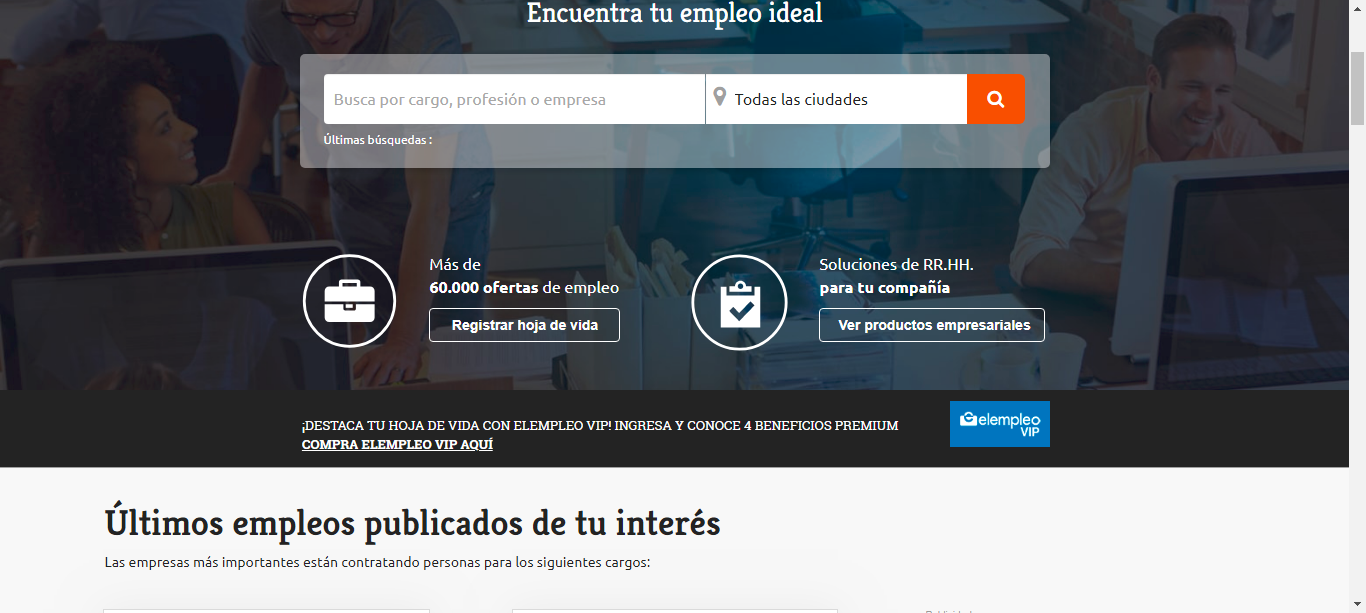 Encuentra tu empleo ideal
Busca por cargo, profesión o empresa
Todas las ciudades
Últimas búsquedas :
Más de
60.000 ofertas de empleo
Registrar hoja de vida
Soluciones de RR.HH.
para tu compañía
Ver productos empresariales
¡DESTACA TU HOJA DE VIDA CON ELEMPLEO VIP! INGRESA Y CONOCE 4 BENEFICIOS PREMIUM
COMPRA ELEMPLEO VIP AQUÍ
elempleo
VIP
Últimos empleos publicados de tu interés
Las empresas más importantes están contratando personas para los siguientes cargos: